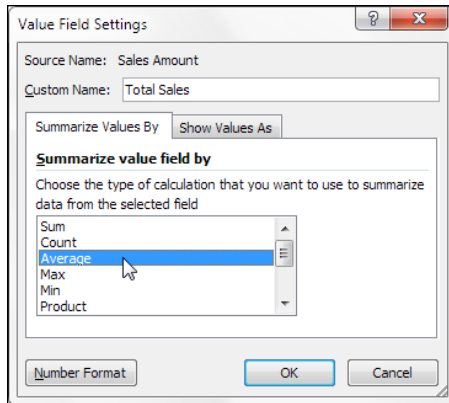 Value Field Settings
Source Name: Sales Amount
Custom Name: Total Sales
Summarize Values By Show Values As
Summarize value field by
Choose the type of calculation that you want to use to summarize
data from the selected field
Sum
Count
Average
Max
Min
Product
Number Format OK Cancel